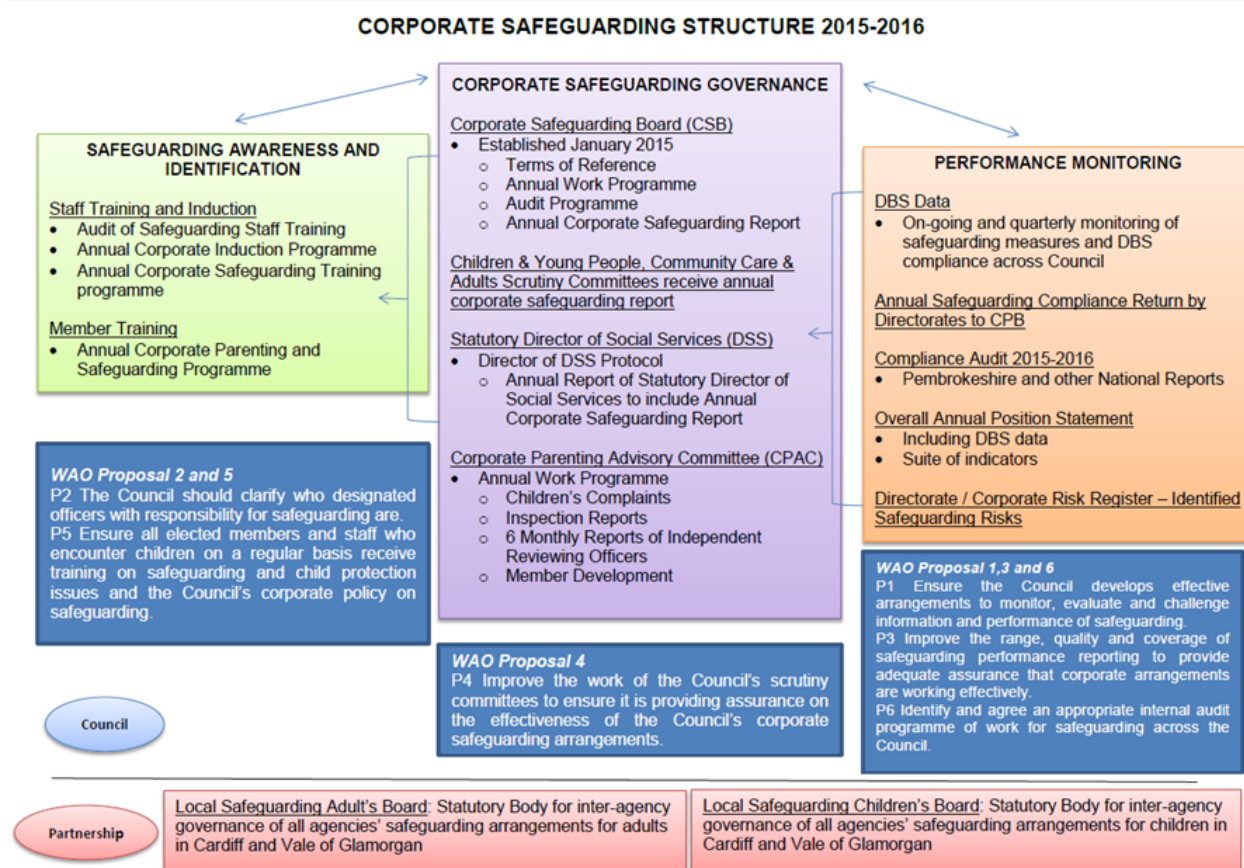 CORPORATE SAFEGUARDING STRUCTURE 2015-2016
SAFEGUARDING AWARENESS AND
IDENTIFICATION
Staff Training and Induction
• Audit of Safeguarding Staff Training
• Annual Corporate Induction Programme
• Annual Corporate Safeguarding Training
programme
Member Training
• Annual Corporate Parenting and
Safeguarding Programme
WAO Proposal 2 and 5
P2 The Council should clarify who designated
officers with responsibility for safeguarding are.
P5 Ensure all elected members and staff who
encounter children on a regular basis receive
training on safeguarding and child protection
issues and the Council's corporate policy on
safeguarding.
CORPORATE SAFEGUARDING GOVERNANCE
Corporate Safeguarding Board (CSB)
• Established January 2015
o Terms of Reference
o Annual Work Programme
o Audit Programme
o Annual Corporate Safeguarding Report
Children & Young People, Community Care &
Adults Scrutiny Committees receive annual
corporate safeguarding report
Statutory Director of Social Services (DSS)
• Director of DSS Protocol
o Annual Report of Statutory Director of
Social Services to include Annual
Corporate Safeguarding Report
Corporate Parenting Advisory Committee (CPAC)
• Annual Work Programme
o Children's Complaints
o Inspection Reports
o 6 Monthly Reports of Independent
Reviewing Officers
o Member Development
WAO Proposal 4
P4 Improve the work of the Council's scrutiny
committees to ensure it is providing assurance on
the effectiveness of the Council's corporate
safeguarding arrangements.
PERFORMANCE MONITORING
DBS Data
• On-going and quarterly monitoring of
safeguarding measures and DBS
compliance across Council
Annual Safeguarding Compliance Return by
Directorates to CPB
Compliance Audit 2015-2016
• Pembrokeshire and other National Reports
Overall Annual Position Statement
• Including DBS data
• Suite of indicators
Directorate / Corporate Risk Register – Identified
Safeguarding Risks
WAO Proposal 1,3 and 6
P1 Ensure the Council develops effective
arrangements to monitor, evaluate and challenge
information and performance of safeguarding.
P3 Improve the range, quality and coverage of
safeguarding performance reporting to provide
adequate assurance that corporate arrangements
are working effectively.
P6 Identify and agree an appropriate internal audit
programme of work for safeguarding across the
Council.
Council
Partnership
Local Safeguarding Adult's Board: Statutory Body for inter-agency
governance of all agencies' safeguarding arrangements for adults
in Cardiff and Vale of Glamorgan
Local Safeguarding Children's Board: Statutory Body for inter-agency
governance of all agencies' safeguarding arrangements for children in
Cardiff and Vale of Glamorgan